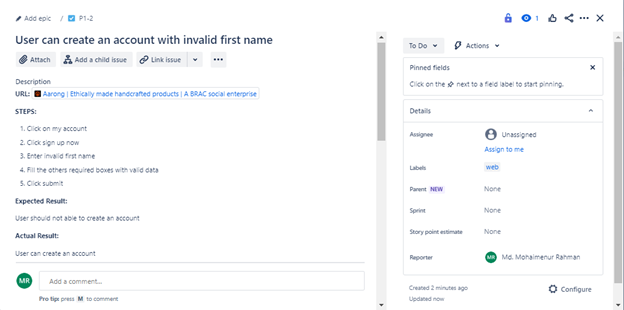 Add epic / P1-2
1
User can create an account with invalid first name
Attach Add a child issue Link issue
Description
URL: Aarong | Ethically made handcrafted products | A BRAC social enterprise
STEPS:
1. Click on my account
2. Click sign up now
3. Enter invalid first name
4. Fill the others required boxes with valid data
5. Click submit
Expected Result:
User should not able to create an account
Actual Result:
User can create an account
MR Add a comment...
Pro tip: press M to comment
To Do Actions
Pinned fields
Click on the next to a field label to start pinning.
Details
Assignee Unassigned
Assign to me
Labels web
Parent NEW None
Sprint None
Story point estimate None
Reporter MR Md. Mohaimenur Rahman
Created 2 minutes ago Configure
Updated now